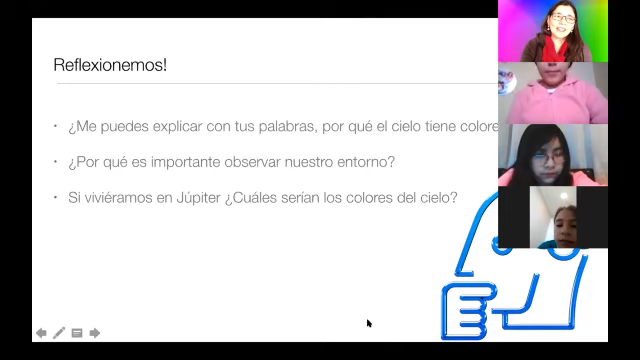 Reflexionemos!
• ¿Me puedes explicar con tus palabras, por qué el cielo tiene colore
• ¿Por qué es importante observar nuestro entorno?
• Si viviéramos en Júpiter ¿Cuáles serían los colores del cielo?